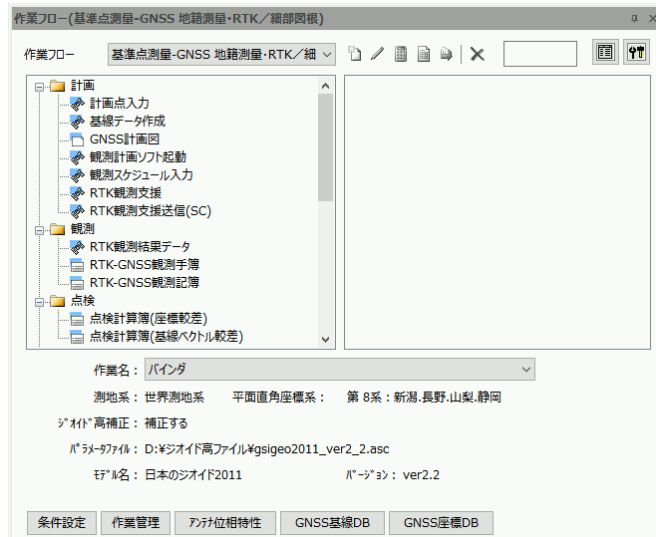 作業フロー(基準点測量-GNSS 地籍測量・RTK／細部図根)
作業フロー 基準点測量-GNSS 地籍測量・RTK／細
計画
計画点入力
基線データ作成
GNSS計画図
観測計画ソフト起動
観測スケジュール入力
RTK観測支援
RTK観測支援送信(SC)
観測
RTK観測結果データ
RTK-GNSS観測手簿
RTK-GNSS観測記簿
点検
点検計算簿(座標較差)
点検計算簿(基線ベクトル較差)
作業名： バインダ
測地系： 世界測地系 平面直角座標系： 第 8系：新潟.長野.山梨.静岡
ｼﾞｵｲﾄﾞ高補正： 補正する
ﾊﾟﾗﾒｰﾀﾌｧｲﾙ： D:¥ジオイド高ファイル¥gsigeo2011_ver2_2.asc
ﾓﾃﾞﾙ名： 日本のジオイド2011 ﾊﾞｰｼﾞｮﾝ： ver2.2
条件設定 作業管理 ｱﾝﾃﾅ位相特性 GNSS基線DB GNSS座標DB